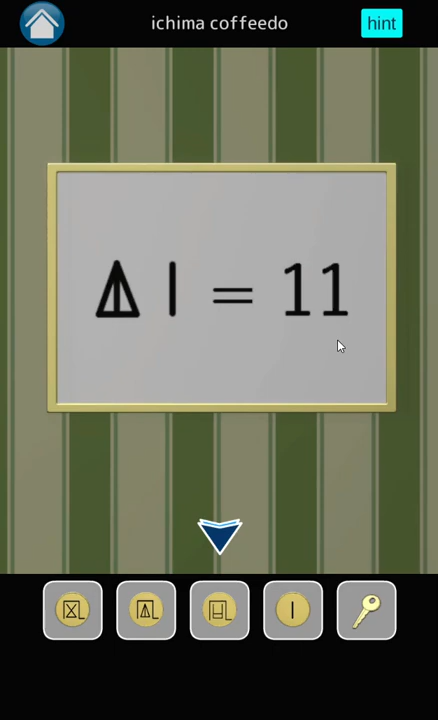 ichima coffeedo
hint
Δ| | = 11